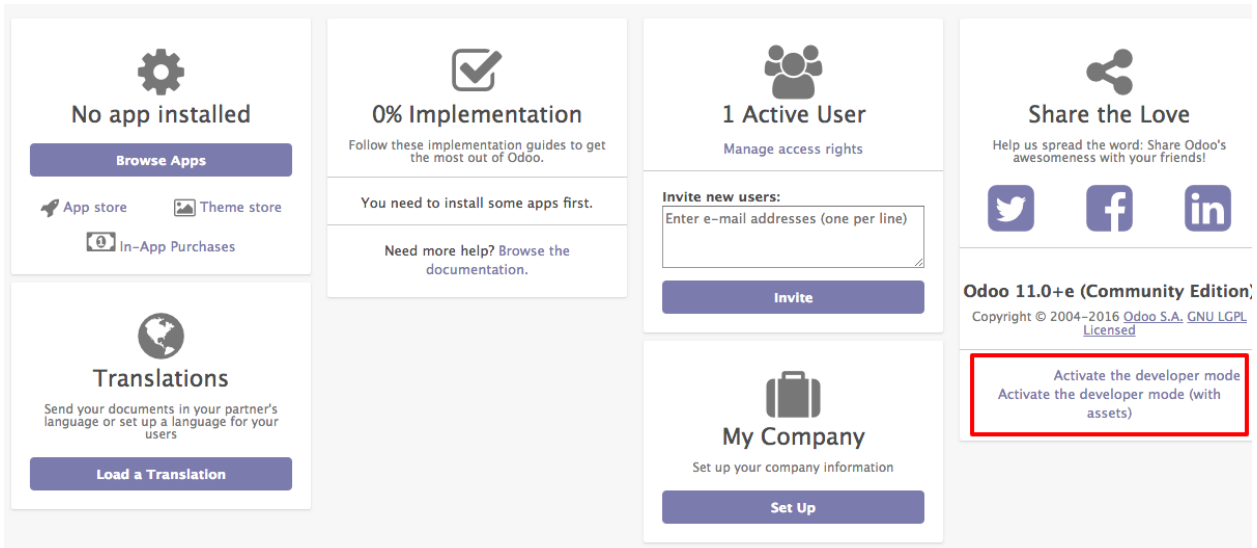 No app installed
Browse Apps
App store
Theme store
In-App Purchases
Translations
Send your documents in your partner's
language or set up a language for your
users
Load a Translation
0% Implementation
Follow these implementation guides to get
the most out of Odoo.
You need to install some apps first.
Need more help? Browse the
documentation.
1 Active User
Manage access rights
Invite new users:
Enter e-mail addresses (one per line)
Invite
My Company
Set up your company information
Set Up
Share the Love
Help us spread the word: Share Odoo's
awesomeness with your friends!
Odoo 11.0+e (Community Edition)
Copyright © 2004-2016 Odoo S.A. GNU LGPL
Licensed
Activate the developer mode
Activate the developer mode (with
assets)